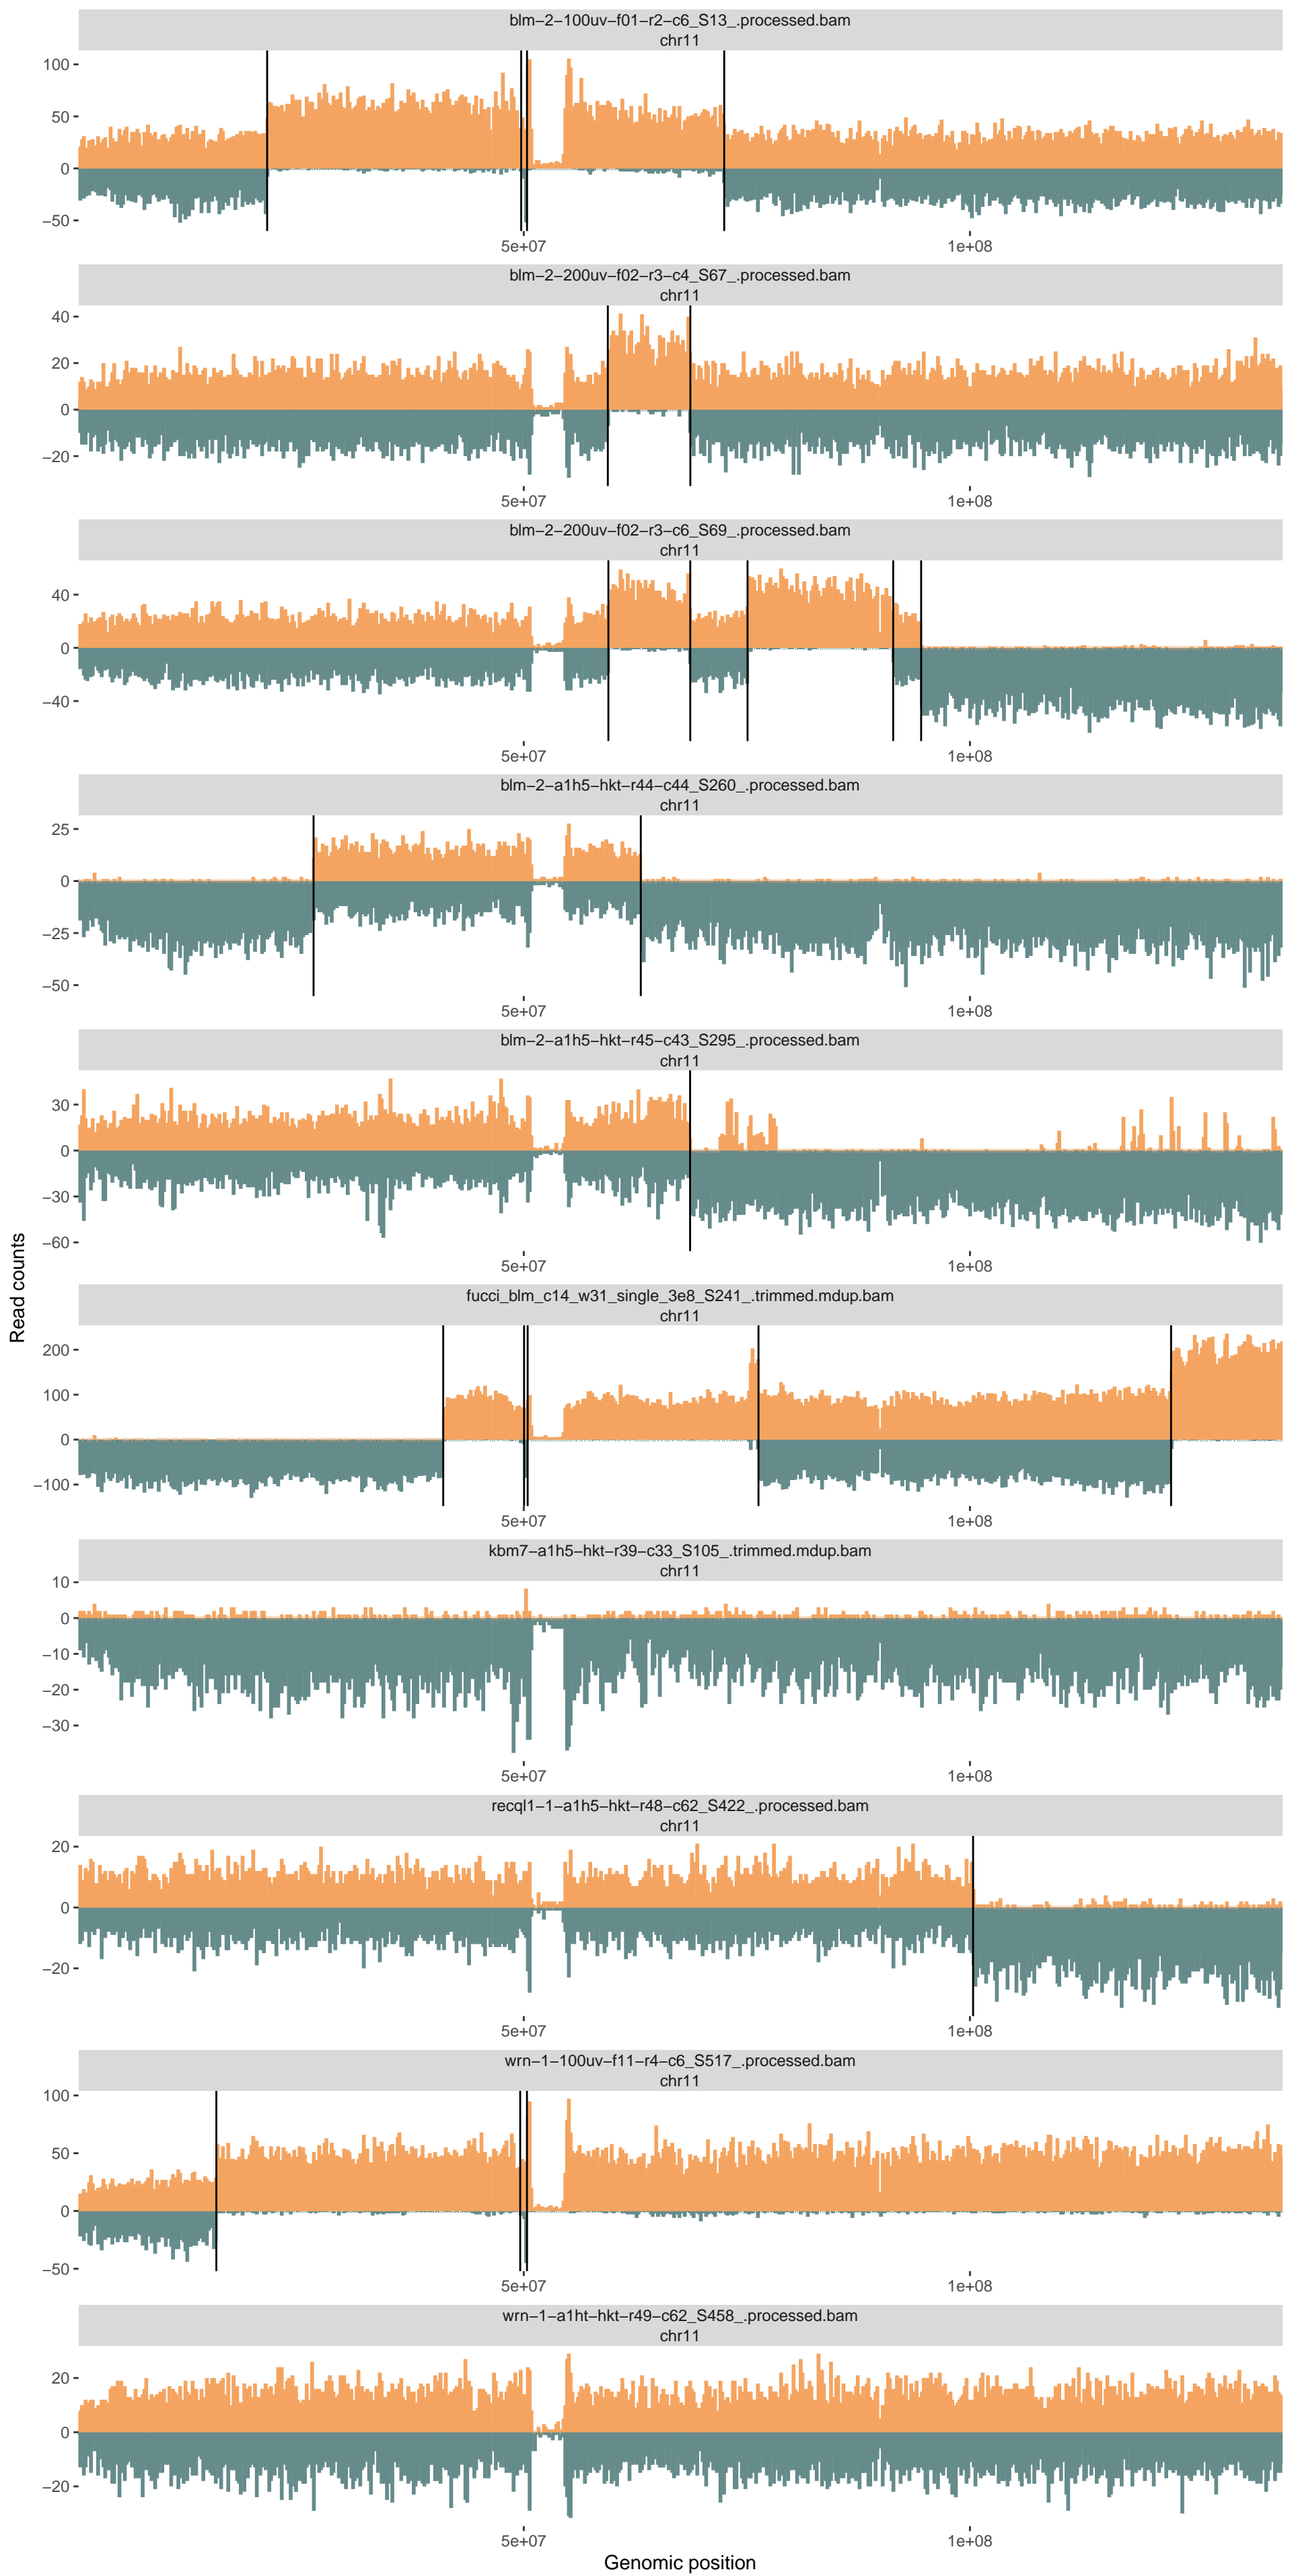 blm−2−100uv−f01−r2−c6_S13_.processed.bam
chr11
100
50
0
−50
5e+07 1e+08
blm−2−200uv−f02−r3−c4_S67_.processed.bam
chr11
40
20
0
−20
5e+07 1e+08
blm−2−200uv−f02−r3−c6_S69_.processed.bam
chr11
40
0
−40
5e+07 1e+08
blm−2−a1h5−hkt−r44−c44_S260_.processed.bam
chr11
25
0
−25
−50
5e+07 1e+08
blm−2−a1h5−hkt−r45−c43_S295_.processed.bam
chr11
30
0
−30
−60
5e+07 1e+08
Read counts
fucci_blm_c14_w31_single_3e8_S241_.trimmed.mdup.bam
chr11
200
100
0
−100
5e+07 1e+08
kbm7−a1h5−hkt−r39−c33_S105_.trimmed.mdup.bam
chr11
10
0
−10
−20
−30
5e+07 1e+08
recql1−1−a1h5−hkt−r48−c62_S422_.processed.bam
chr11
20
0
−20
5e+07 1e+08
wrn−1−100uv−f11−r4−c6_S517_.processed.bam
chr11
100
50
0
−50
5e+07 1e+08
wrn−1−a1ht−hkt−r49−c62_S458_.processed.bam
chr11
20
0
−20
5e+07 1e+08
Genomic position